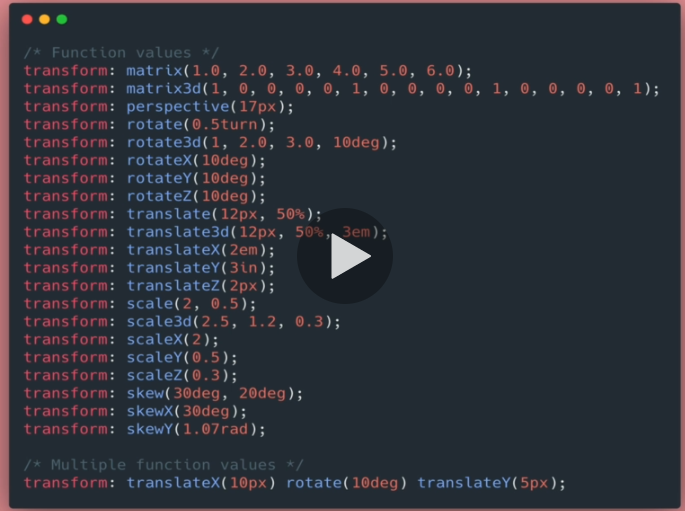 /* Function values */
transform: matrix(1.0, 2.0, 3.0, 4.0, 5.0, 6.0);
transform: matrix3d(1, 0, 0, 0, 0, 1, 0, 0, 0, 0, 1, 0, 0, 0, 0, 1);
transform: perspective(17px);
transform: rotate(0.5turn);
transform: rotate3d(1, 2.0, 3.0, 10deg);
transform: rotateX(10deg);
transform: rotateY(10deg);
transform: rotateZ(10deg);
transform: translate(12px, 50%);
transform: translate3d(12px, 50%, 3em);
transform: translateX(2em);
transform: translateY(3in);
transform: translateZ(2px);
transform: scale(2, 0.5);
transform: scale3d(2.5, 1.2, 0.3);
transform: scaleX(2);
transform: scaleY(0.5);
transform: scaleZ(0.3);
transform: skew(30deg, 20deg);
transform: skewX(30deg);
transform: skewY(1.07rad);
/* Multiple function values */
transform: translateX(10px) rotate(10deg) translateY(5px);